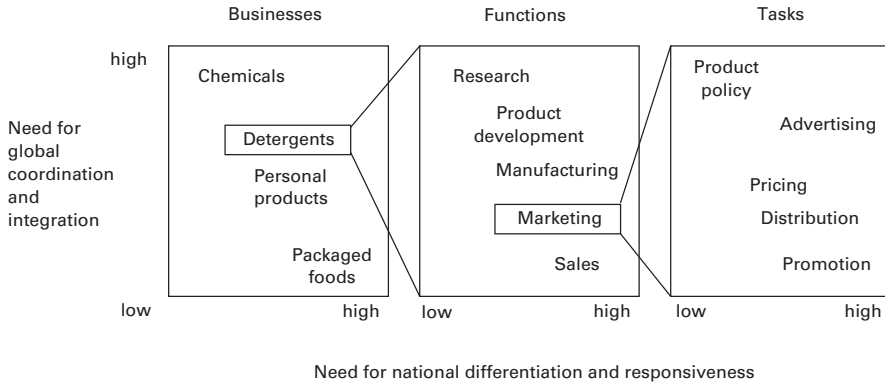 Businesses
Functions
Tasks
high
Need for
global
coordination
and
integration
low
Chemicals
Detergents
Personal
products
Packaged
foods
high
Research
Product
development
Manufacturing
Marketing
Sales
low
high
Product
policy
Advertising
Pricing
Distribution
Promotion
low
high
Need for national differentiation and responsiveness